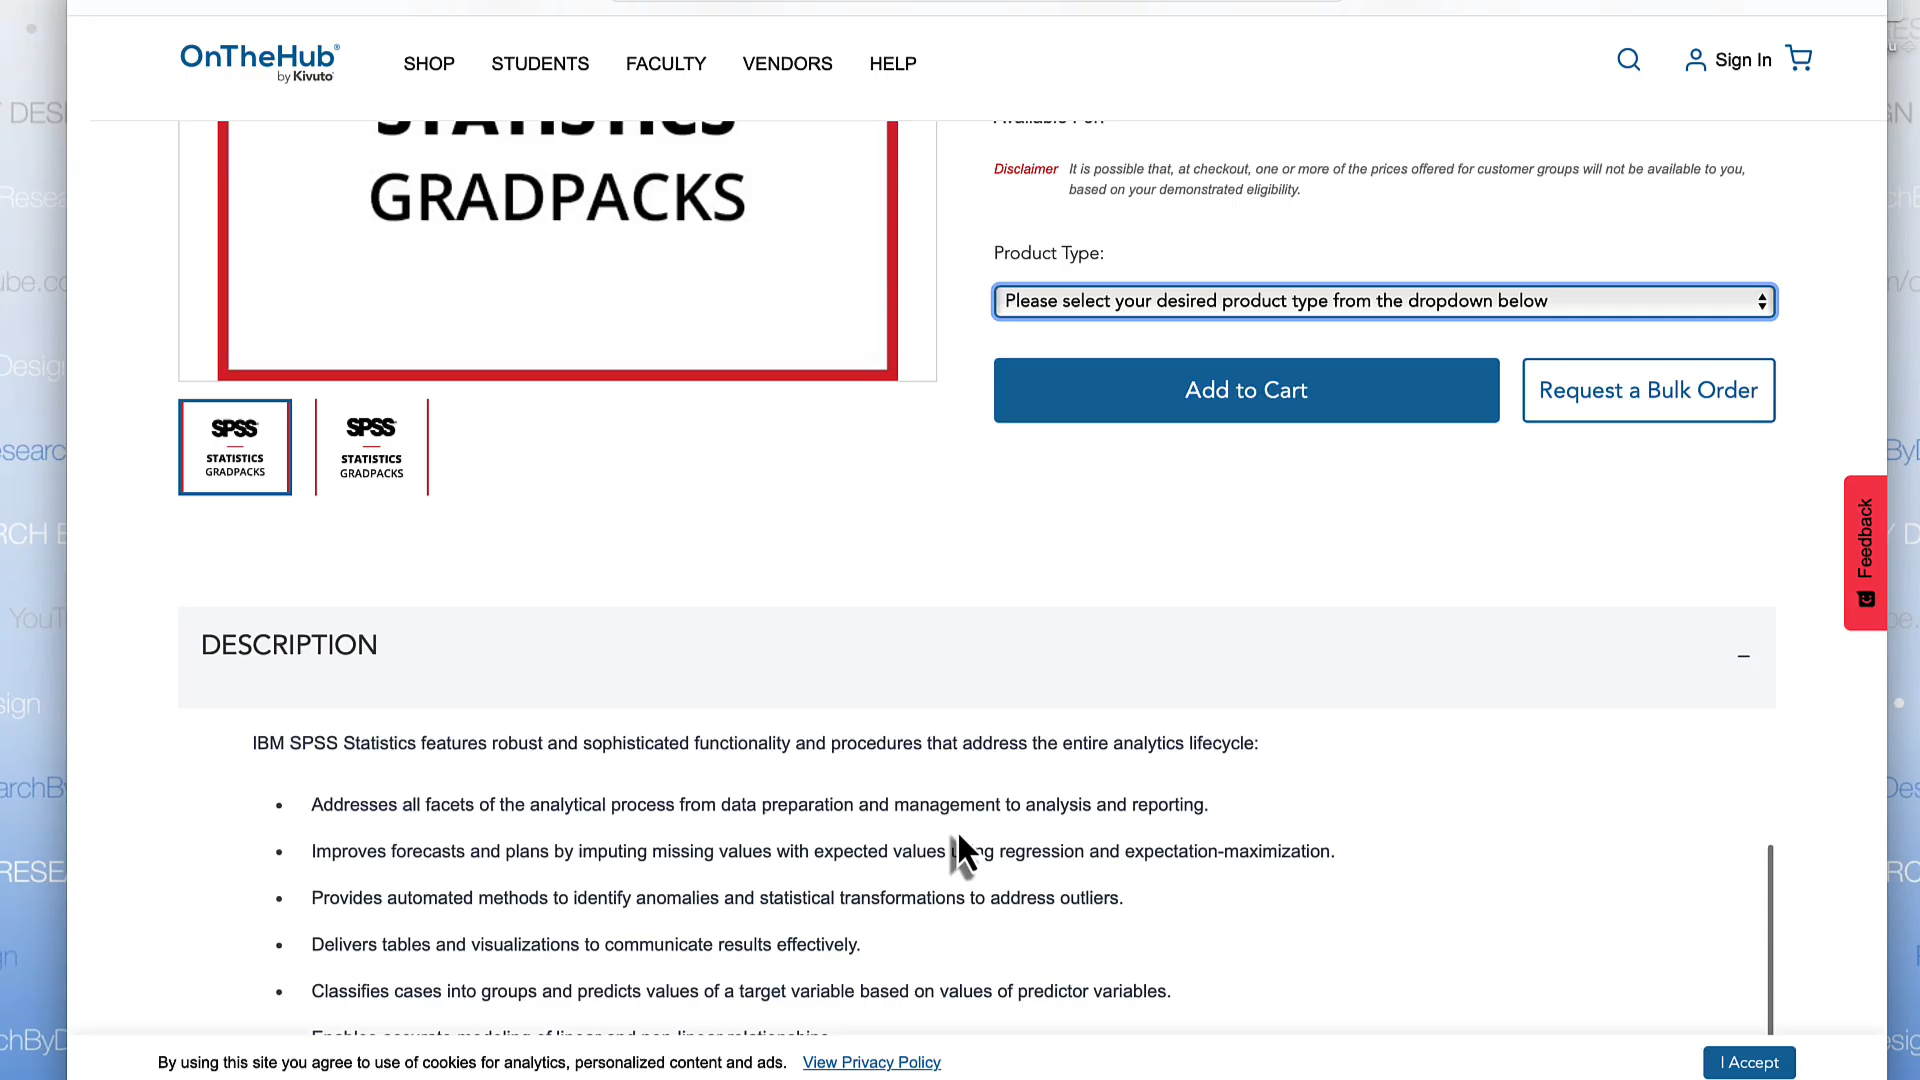 OnTheHub®
by Kivuto
SHOP STUDENTS FACULTY VENDORS HELP
Sign In
STATISTICS
GRADPACKS
Disclaimer It is possible that, at checkout, one or more of the prices offered for customer groups will not be available to you,
based on your demonstrated eligibility.
Product Type:
Please select your desired product type from the dropdown below
Add to Cart
Request a Bulk Order
SPSS
STATISTICS
GRADPACKS
SPSS
STATISTICS
GRADPACKS
Feedback
DESCRIPTION
IBM SPSS Statistics features robust and sophisticated functionality and procedures that address the entire analytics lifecycle:
• Addresses all facets of the analytical process from data preparation and management to analysis and reporting.
• Improves forecasts and plans by imputing missing values with expected values using regression and expectation-maximization.
• Provides automated methods to identify anomalies and statistical transformations to address outliers.
• Delivers tables and visualizations to communicate results effectively.
• Classifies cases into groups and predicts values of a target variable based on values of predictor variables.
By using this site you agree to use of cookies for analytics, personalized content and ads. View Privacy Policy
I Accept